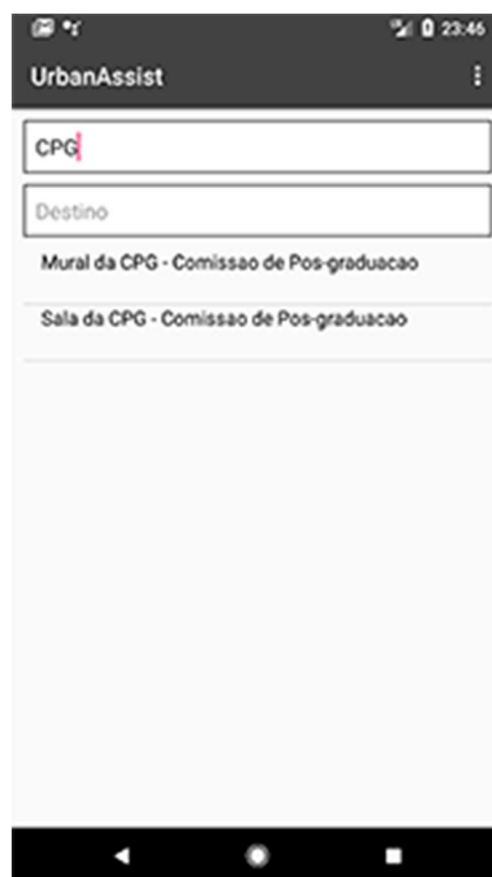 23:46
UrbanAssist
CPG
Destino
Mural da CPG - Comissao de Pos-graduacao
Sala da CPG - Comissao de Pos-graduacao